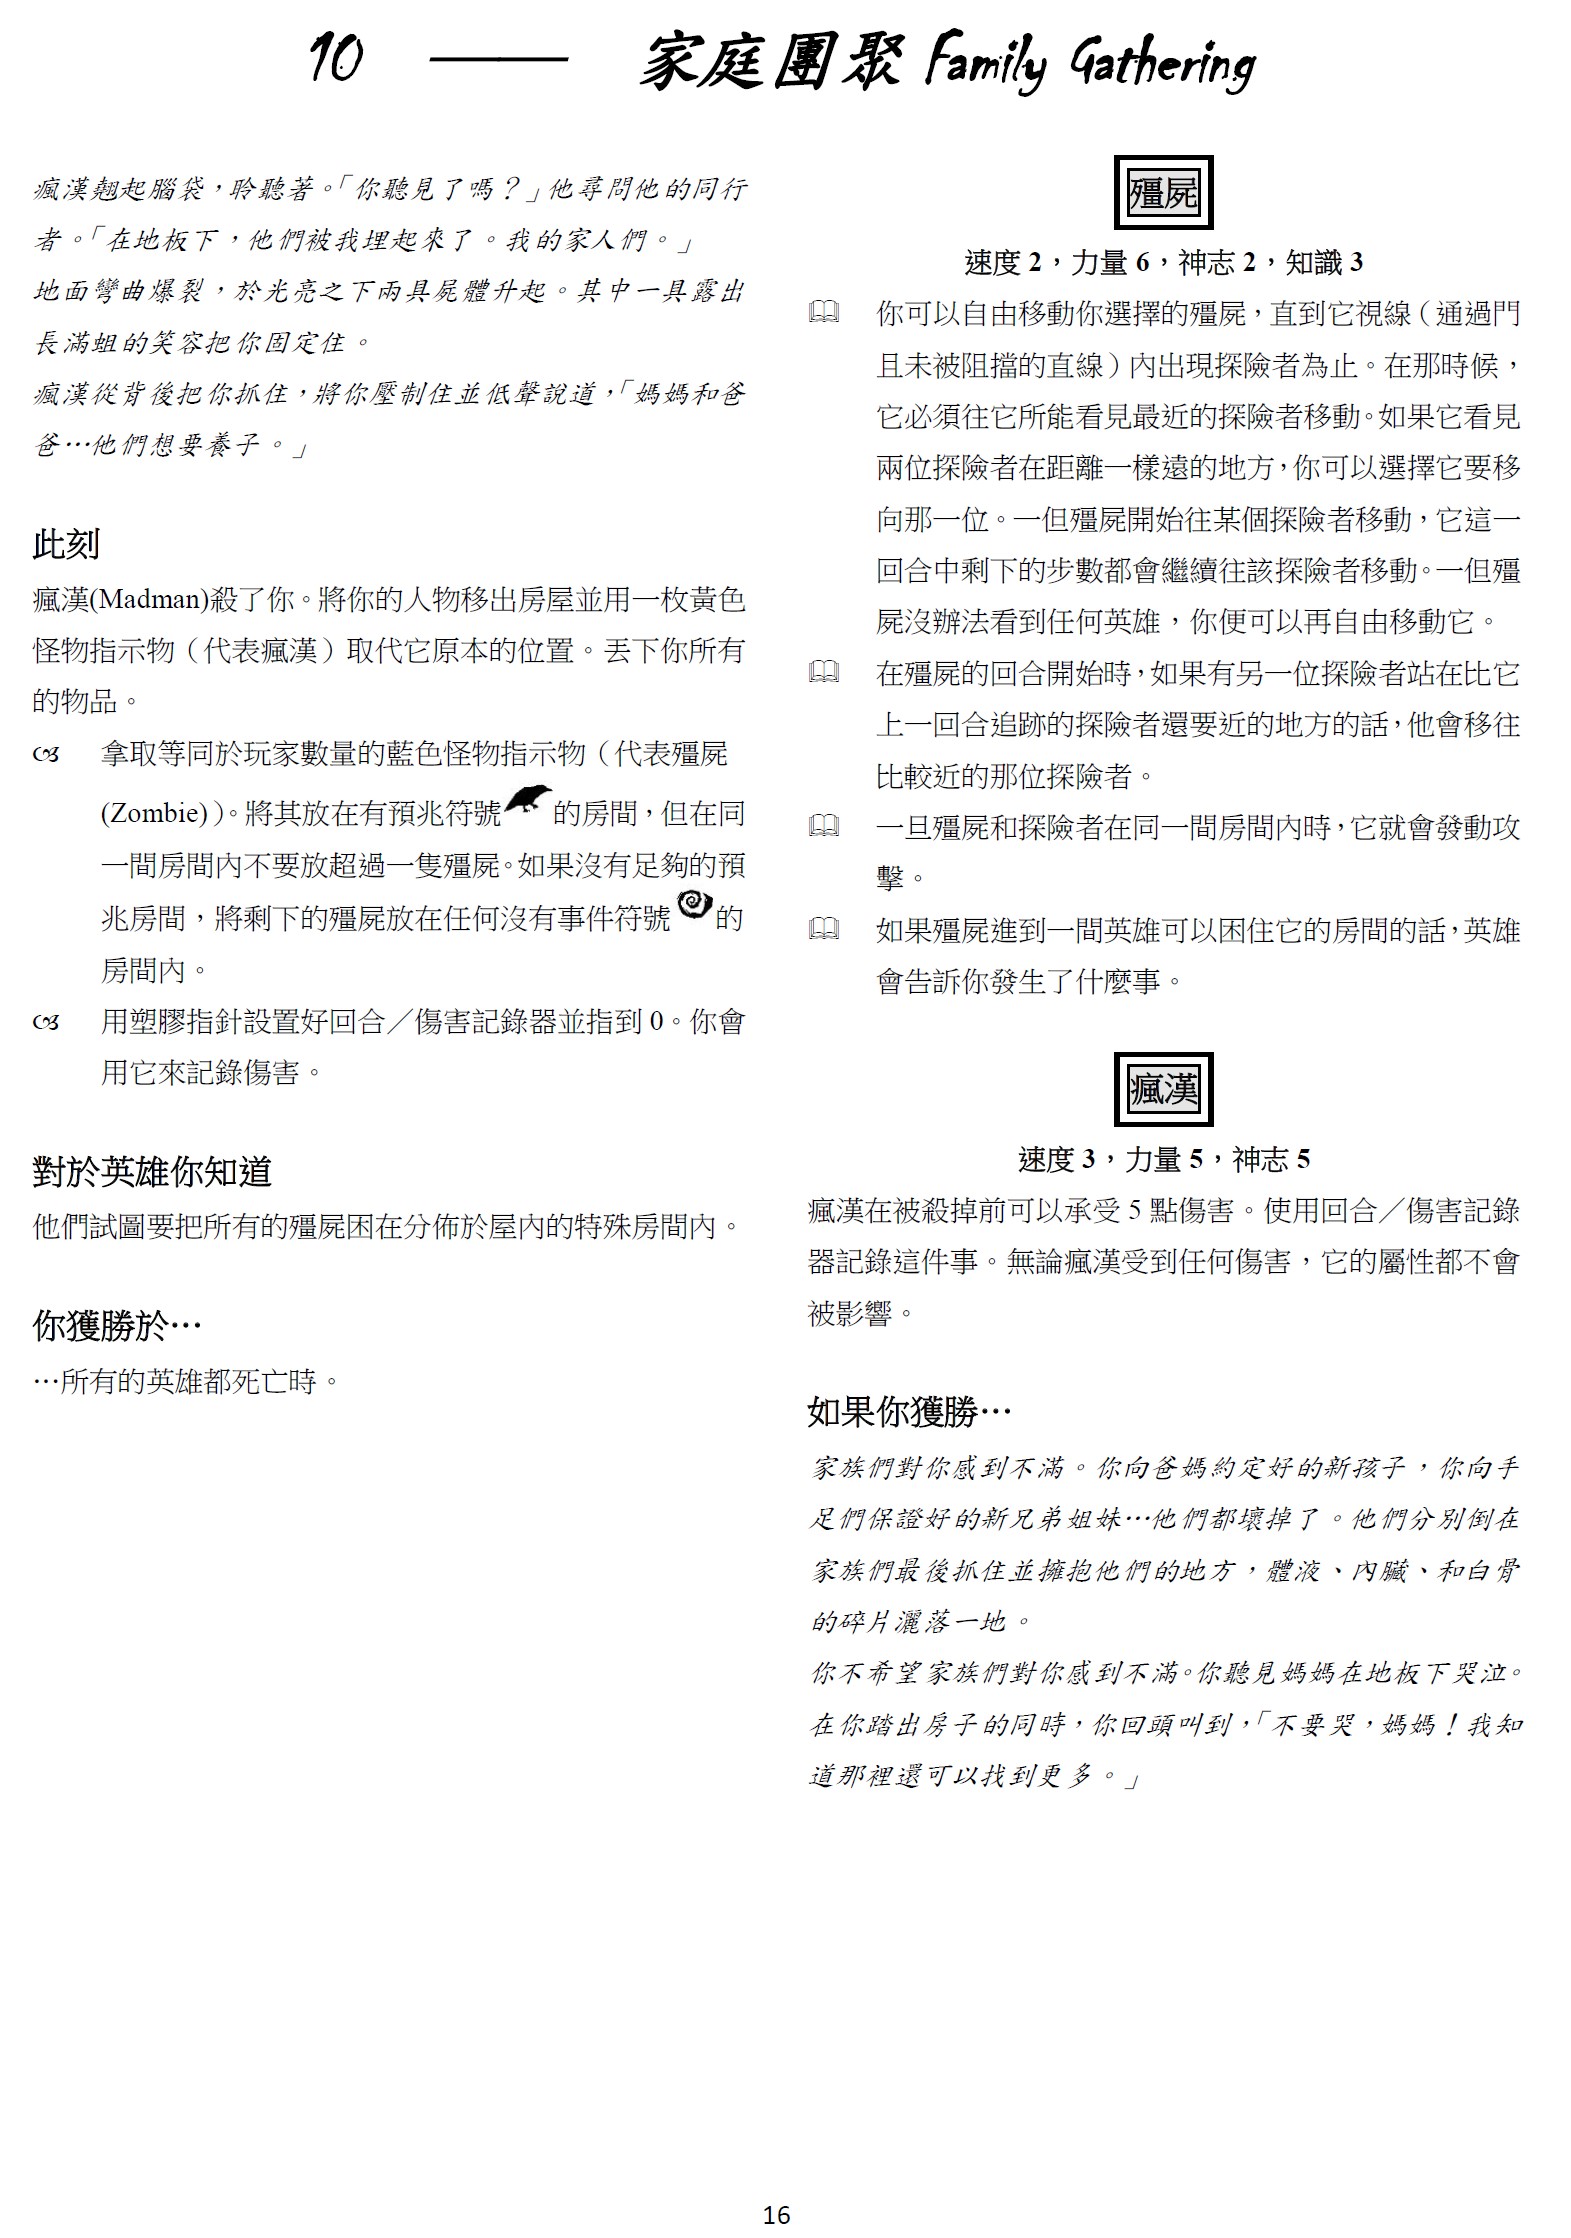 10 —— 家庭團聚 Family Gathering
瘋漢翹起腦袋，聆聽著。「你聽見了嗎？」他尋問他的同行
者。「在地板下，他們被我埋起來了。我的家人們。」
地面彎曲爆裂，於光亮之下兩具屍體升起。其中一具露出
長滿蛆的笑容把你固定住。
瘋漢從背後把你抓住，將你壓制住並低聲說道，「媽媽和爸
爸…他們想要養子。」
此刻
瘋漢(Madman)殺了你。將你的人物移出房屋並用一枚黃色
怪物指示物（代表瘋漢）取代它原本的位置。丟下你所有
的物品。
拿取等同於玩家數量的藍色怪物指示物（代表殭屍
(Zombie)）。將其放在有預兆符號的房間，但在同
一間房間內不要放超過一隻殭屍。如果沒有足夠的預
兆房間，將剩下的殭屍放在任何沒有事件符號的
房間內。
用塑膠指針設置好回合／傷害記錄器並指到 0。你會
用它來記錄傷害。
對於英雄你知道
他們試圖要把所有的殭屍困在分佈於屋內的特殊房間內。
你獲勝於…
…所有的英雄都死亡時。
殭屍
速度 2，力量 6，神志 2，知識 3
你可以自由移動你選擇的殭屍，直到它視線（通過門
且未被阻擋的直線）內出現探險者為止。在那時候，
它必須往它所能看見最近的探險者移動。如果它看見
兩位探險者在距離一樣遠的地方，你可以選擇它要移
向那一位。一但殭屍開始往某個探險者移動，它這一
回合中剩下的步數都會繼續往該探險者移動。一但殭
屍沒辦法看到任何英雄，你便可以再自由移動它。
在殭屍的回合開始時，如果有另一位探險者站在比它
上一回合追跡的探險者還要近的地方的話，他會移往
比較近的那位探險者。
一旦殭屍和探險者在同一間房間內時，它就會發動攻
擊。
如果殭屍進到一間英雄可以困住它的房間的話，英雄
會告訴你發生了什麼事。
瘋漢
速度 3，力量 5，神志 5
瘋漢在被殺掉前可以承受 5 點傷害。使用回合／傷害記錄
器記錄這件事。無論瘋漢受到任何傷害，它的屬性都不會
被影響。
如果你獲勝…
家族們對你感到不滿。你向爸媽約定好的新孩子，你向手
足們保證好的新兄弟姐妹…他們都壞掉了。他們分別倒在
家族們最後抓住並擁抱他們的地方，體液、內臟、和白骨
的碎片灑落一地。
你不希望家族們對你感到不滿。你聽見媽媽在地板下哭泣。
在你踏出房子的同時，你回頭叫到，「不要哭，媽媽！我知
道那裡還可以找到更多。」
16